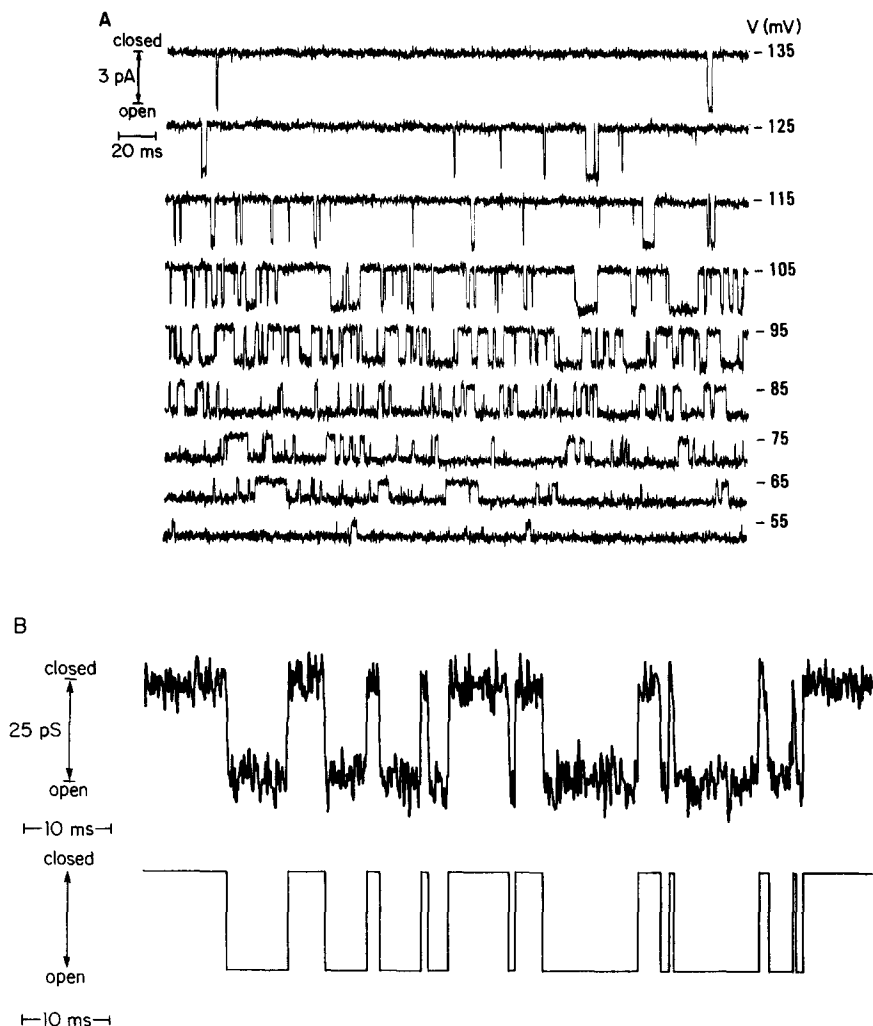 A
V (mV)
closed
3 pA
open
20 ms
- 135
- 125
- 115
- 105
- 95
- 85
- 75
- 65
- 55
B
closed
25 pS
open
10 ms
closed
open
10 ms